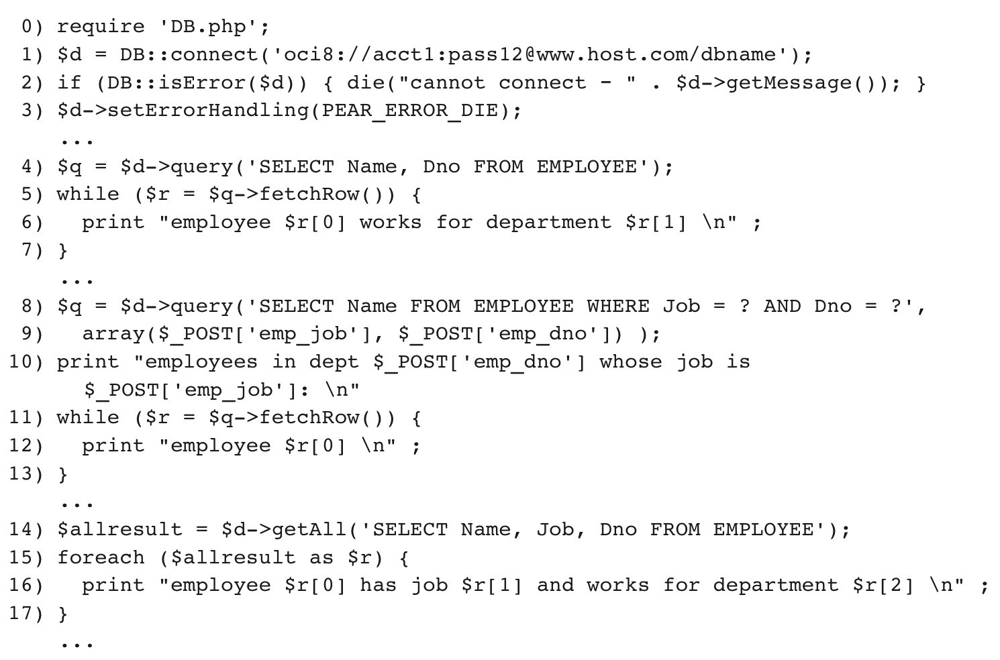 0) require 'DB.php';
1) $d = DB::connect('oci8://acct1:pass12@www.host.com/dbname');
2) if (DB::isError($d)) { die("cannot connect - " . $d->getMessage()); }
3) $d->setErrorHandling(PEAR_ERROR_DIE);
...
4) $q = $d->query('SELECT Name, Dno FROM EMPLOYEE');
5) while ($r = $q->fetchRow()) {
6)   print "employee $r[0] works for department $r[1] \n" ;
7) }
...
8) $q = $d->query('SELECT Name FROM EMPLOYEE WHERE Job = ? AND Dno = ?',
9)   array($_POST['emp_job'], $_POST['emp_dno']) );
10) print "employees in dept $_POST['emp_dno'] whose job is
$_POST['emp_job']: \n"
11) while ($r = $q->fetchRow()) {
12)   print "employee $r[0] \n" ;
13) }
...
14) $allresult = $d->getAll('SELECT Name, Job, Dno FROM EMPLOYEE');
15) foreach ($allresult as $r) {
16)   print "employee $r[0] has job $r[1] and works for department $r[2] \n" ;
17) }
...